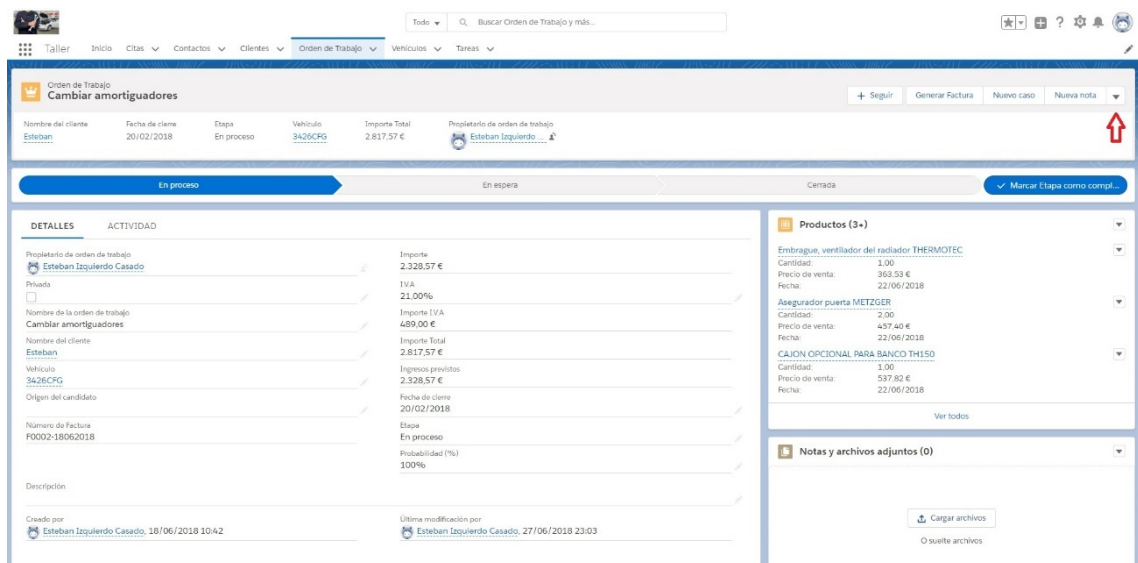 Todo
Buscar Orden de Trabajo y más...
Taller Inicio Citas Contactos Clientes Orden de Trabajo Vehículos Tareas
Orden de Trabajo
Cambiar amortiguadores
+ Seguir Generar Factura Nuevo caso Nueva nota
Nombre del cliente Fecha de cierre Etapa Vehículo Importe Total Propietario de orden de trabajo
Esteban 20/02/2018 En proceso 3426CFG 2.817,57 € Esteban Izquierdo ...
En proceso En espera Cerrada Marcar Etapa como compl...
DETALLES ACTIVIDAD
Propietario de orden de trabajo
Esteban Izquierdo Casado
Privada
Nombre de la orden de trabajo
Cambiar amortiguadores
Nombre del cliente
Esteban
Vehículo
3426CFG
Origen del candidato
Número de Factura
F0002-18062018
Descripción
Creado por
Esteban Izquierdo Casado, 18/06/2018 10:42
Importe
2.328,57 €
I.V.A
21,00%
Importe I.V.A
489,00 €
Importe Total
2.817,57 €
Ingresos previstos
2.328,57 €
Fecha de cierre
20/02/2018
Etapa
En proceso
Probabilidad (%)
100%
Última modificación por
Esteban Izquierdo Casado, 27/06/2018 23:03
Productos (3+)
Embrague, ventilador del radiador THERMOTEC
Cantidad: 1,00
Precio de venta: 363,53 €
Fecha: 22/06/2018
Asegurador puerta METZGER
Cantidad: 2,00
Precio de venta: 457,40 €
Fecha: 22/06/2018
CAJON OPCIONAL PARA BANCO TH150
Cantidad: 1,00
Precio de venta: 537,82 €
Fecha: 22/06/2018
Ver todos
Notas y archivos adjuntos (0)
Cargar archivos
O suelte archivos